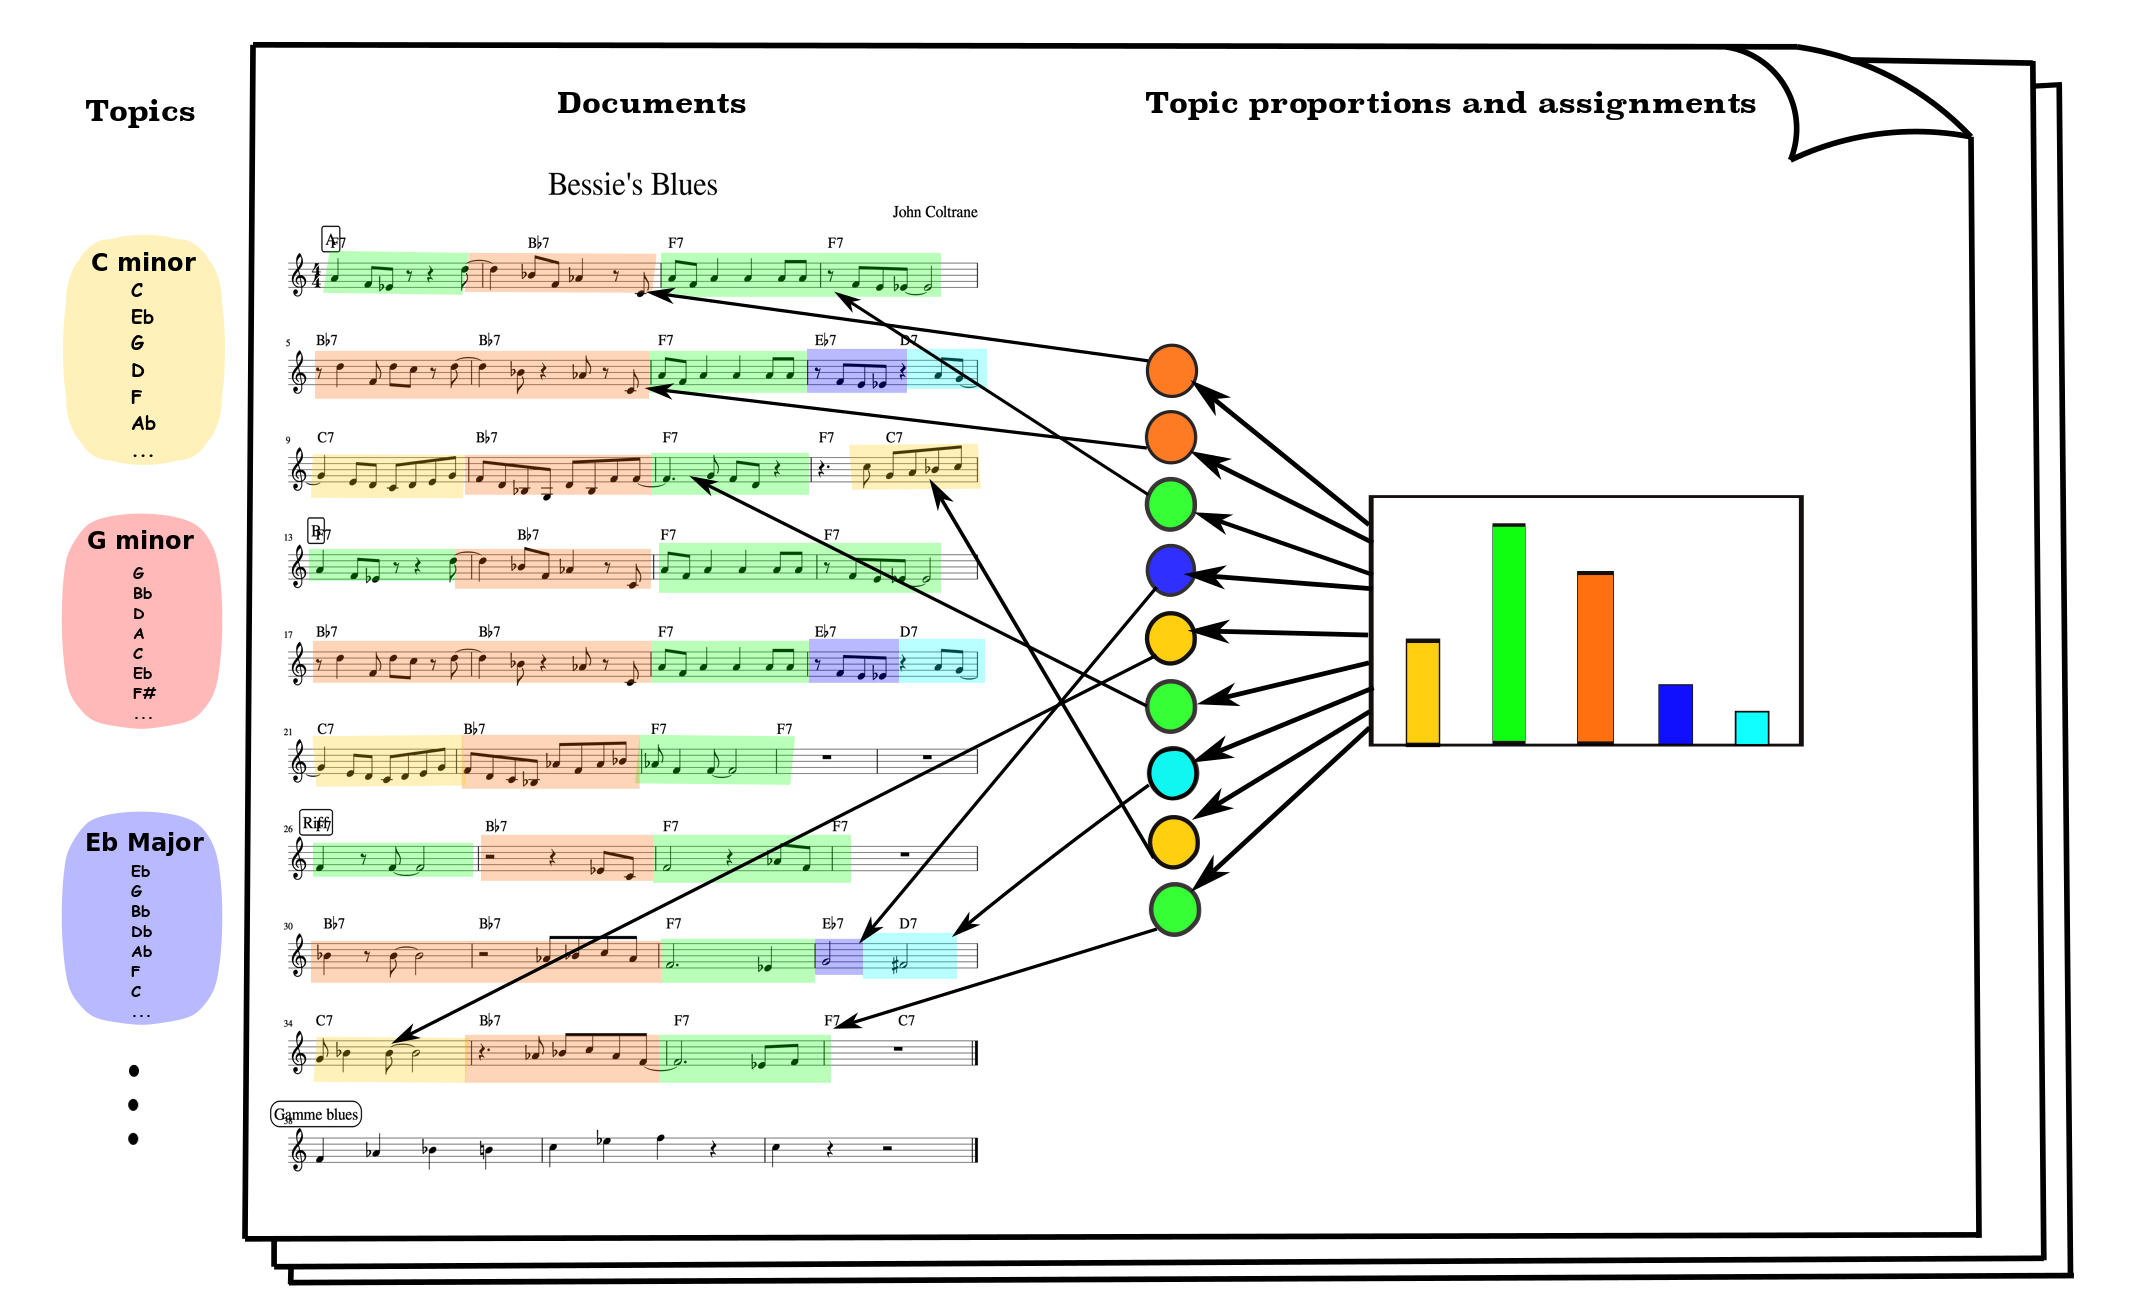 Topics
Documents
Topic proportions and assignments
C minor
C
Eb
G
D
F
Ab
...
G minor
G
Bb
D
A
C
Eb
F#
...
Eb Major
Eb
G
Bb
Db
Ab
F
C
...
Bessie's Blues
John Coltrane
A
F7 B♭7 F7 F7
4
4
5
B♭7 B♭7 F7 E♭7 D7
9
C7 B♭7 F7 F7 C7
B
13
F7 B♭7 F7 F7
17
B♭7 B♭7 F7 E♭7 D7
21
C7 B♭7 F7 F7
Riff
26
F7 B♭7 F7 F7
30
B♭7 B♭7 F7 E♭7 D7
34
C7 B♭7 F7 F7 C7
Gamme blues
38